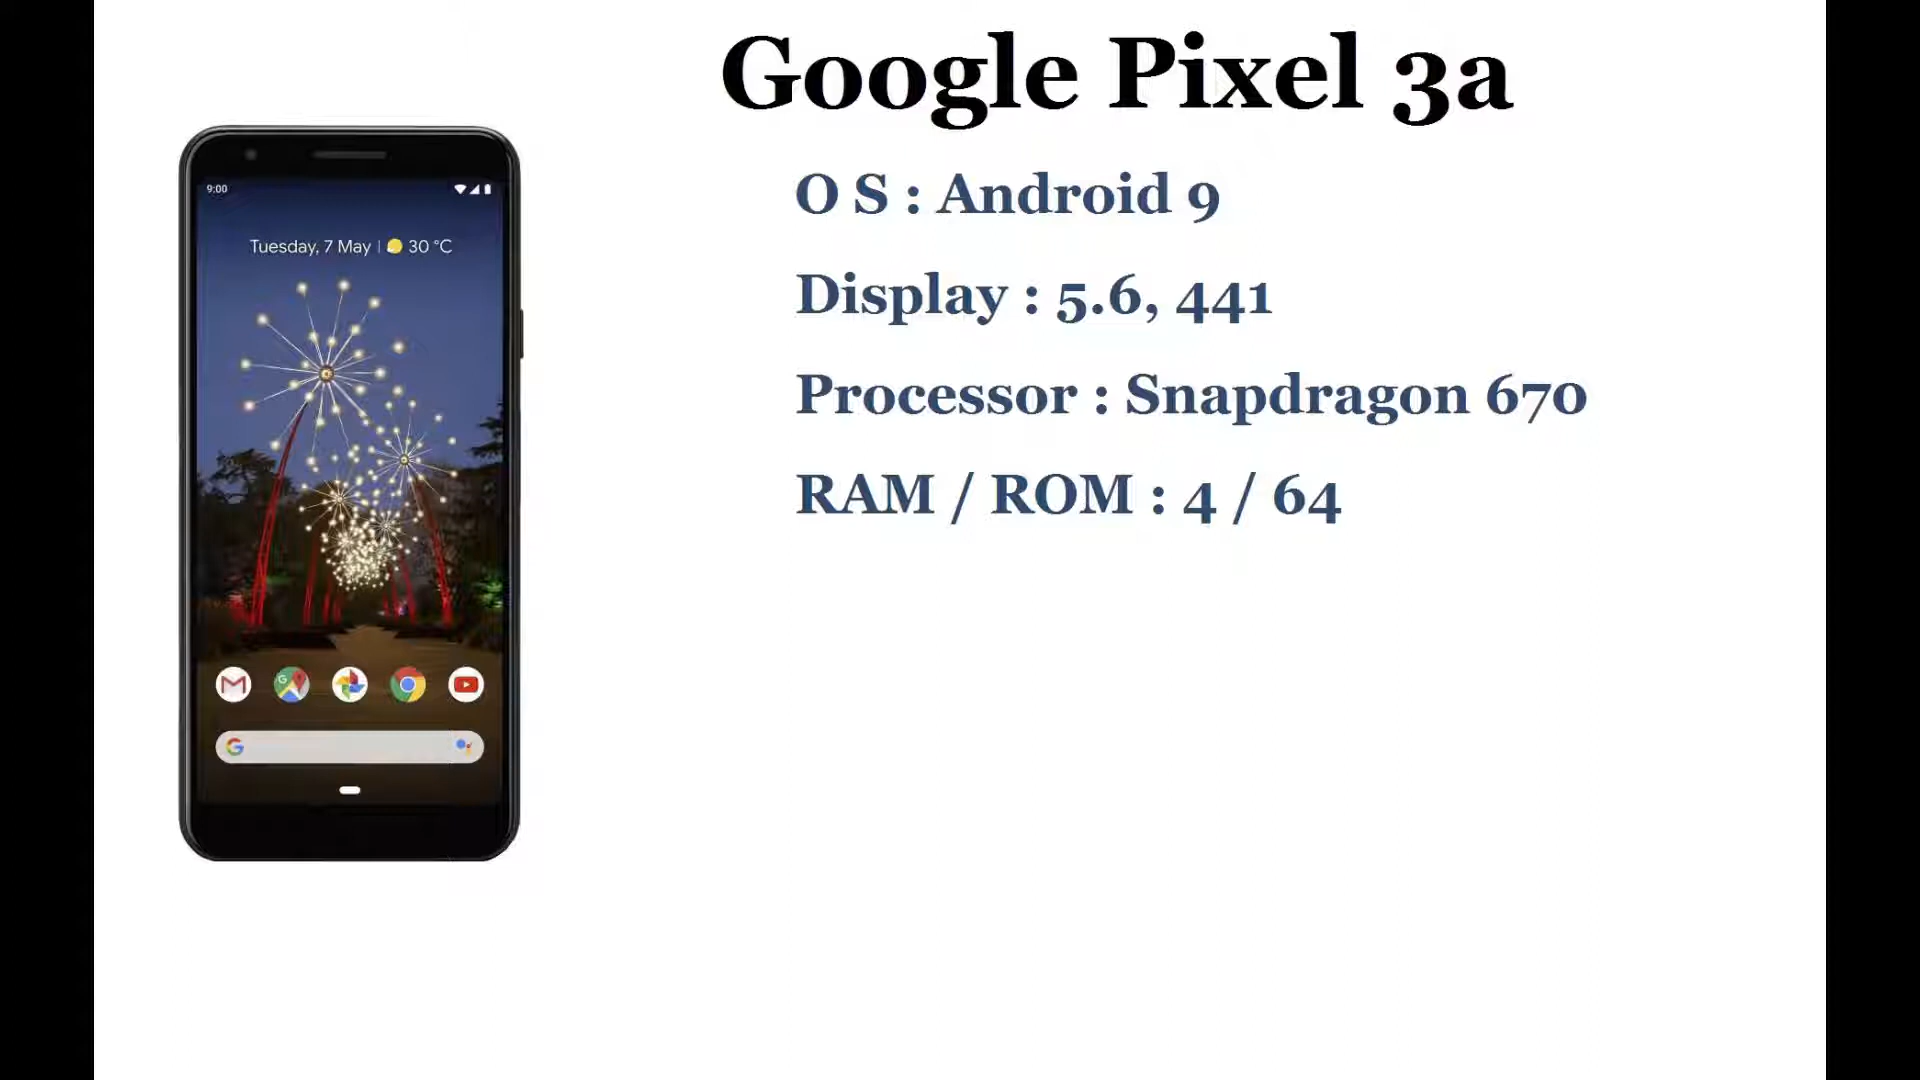 Google Pixel 3a
O S : Android 9
Display : 5.6, 441
Processor : Snapdragon 670
RAM / ROM : 4 / 64
9:00
Tuesday, 7 May | 30 °C